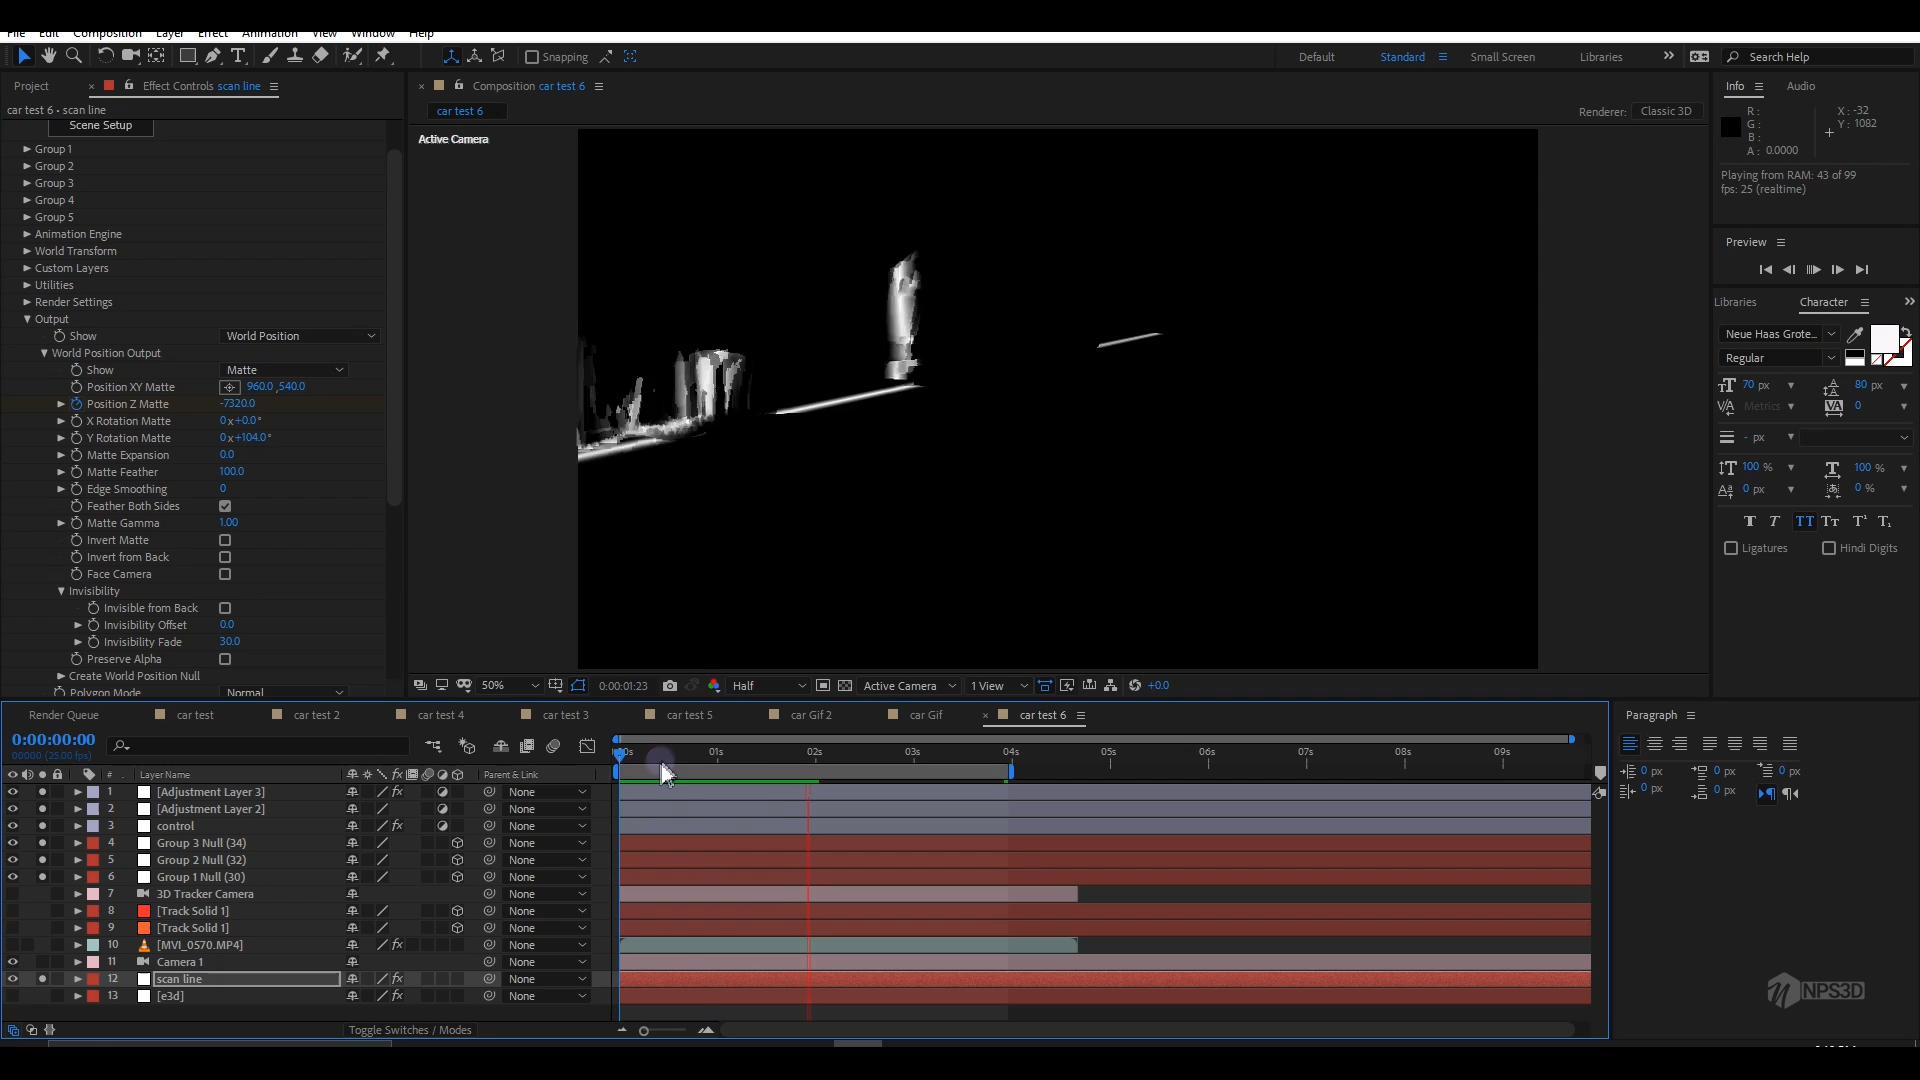 File Edit Composition Layer Effect Animation View Window Help
Snapping
Default Standard Small Screen Libraries Search Help
Project Effect Controls scan line
car test 6 • scan line
Scene Setup
Group 1
Group 2
Group 3
Group 4
Group 5
Animation Engine
World Transform
Custom Layers
Utilities
Render Settings
Output
Show World Position
World Position Output
Show Matte
Position XY Matte 960.0 ,540.0
Position Z Matte -7320.0
X Rotation Matte 0 x+0.0°
Y Rotation Matte 0 x+104.0°
Matte Expansion 0.0
Matte Feather 100.0
Edge Smoothing 0
Feather Both Sides
Matte Gamma 1.00
Invert Matte
Invert from Back
Face Camera
Invisibility
Invisible from Back
Invisibility Offset 0.0
Invisibility Fade 30.0
Preserve Alpha
Create World Position Null
Polygon Mode Normal
Composition car test 6
car test 6
Renderer: Classic 3D
Active Camera
50% 0:00:01:23 Half Active Camera 1 View +0.0
Info Audio
R : X : -32
G : Y : 1082
B :
A : 0.0000
Playing from RAM: 43 of 99
fps: 25 (realtime)
Preview
Libraries Character
Neue Haas Grote...
Regular
70 px 80 px
Metrics 0
- px
100 % 100 %
0 px 0 %
Ligatures Hindi Digits
Render Queue car test car test 2 car test 4 car test 3 car test 5 car Gif 2 car Gif car test 6
0:00:00:00
00000 (25.00 fps)
01s 02s 03s 04s 05s 06s 07s 08s 09s
# Layer Name Parent & Link
1 [Adjustment Layer 3] None
2 [Adjustment Layer 2] None
3 control None
4 Group 3 Null (34) None
5 Group 2 Null (32) None
6 Group 1 Null (30) None
7 3D Tracker Camera None
8 [Track Solid 1] None
9 [Track Solid 1] None
10 [MVI_0570.MP4] None
11 Camera 1 None
12 scan line None
13 [e3d] None
Toggle Switches / Modes
Paragraph
0 px 0 px 0 px
0 px 0 px
NPS3D